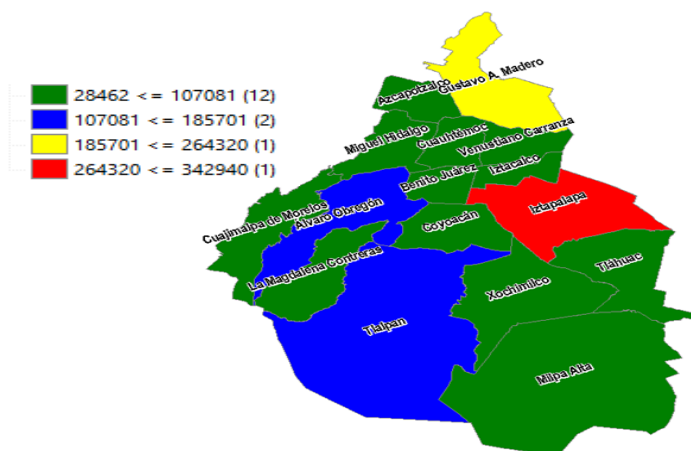 28462 <= 107081 (12)
107081 <= 185701 (2)
185701 <= 264320 (1)
264320 <= 342940 (1)
Gustavo A. Madero
Azcapotzalco
Miguel Hidalgo
Cuauhtémoc
Venustiano Carranza
Benito Juárez
Iztacalco
Cuajimalpa de Morelos
Álvaro Obregón
Coyoacán
Iztapalapa
La Magdalena Contreras
Tláhuac
Xochimilco
Tlalpan
Milpa Alta